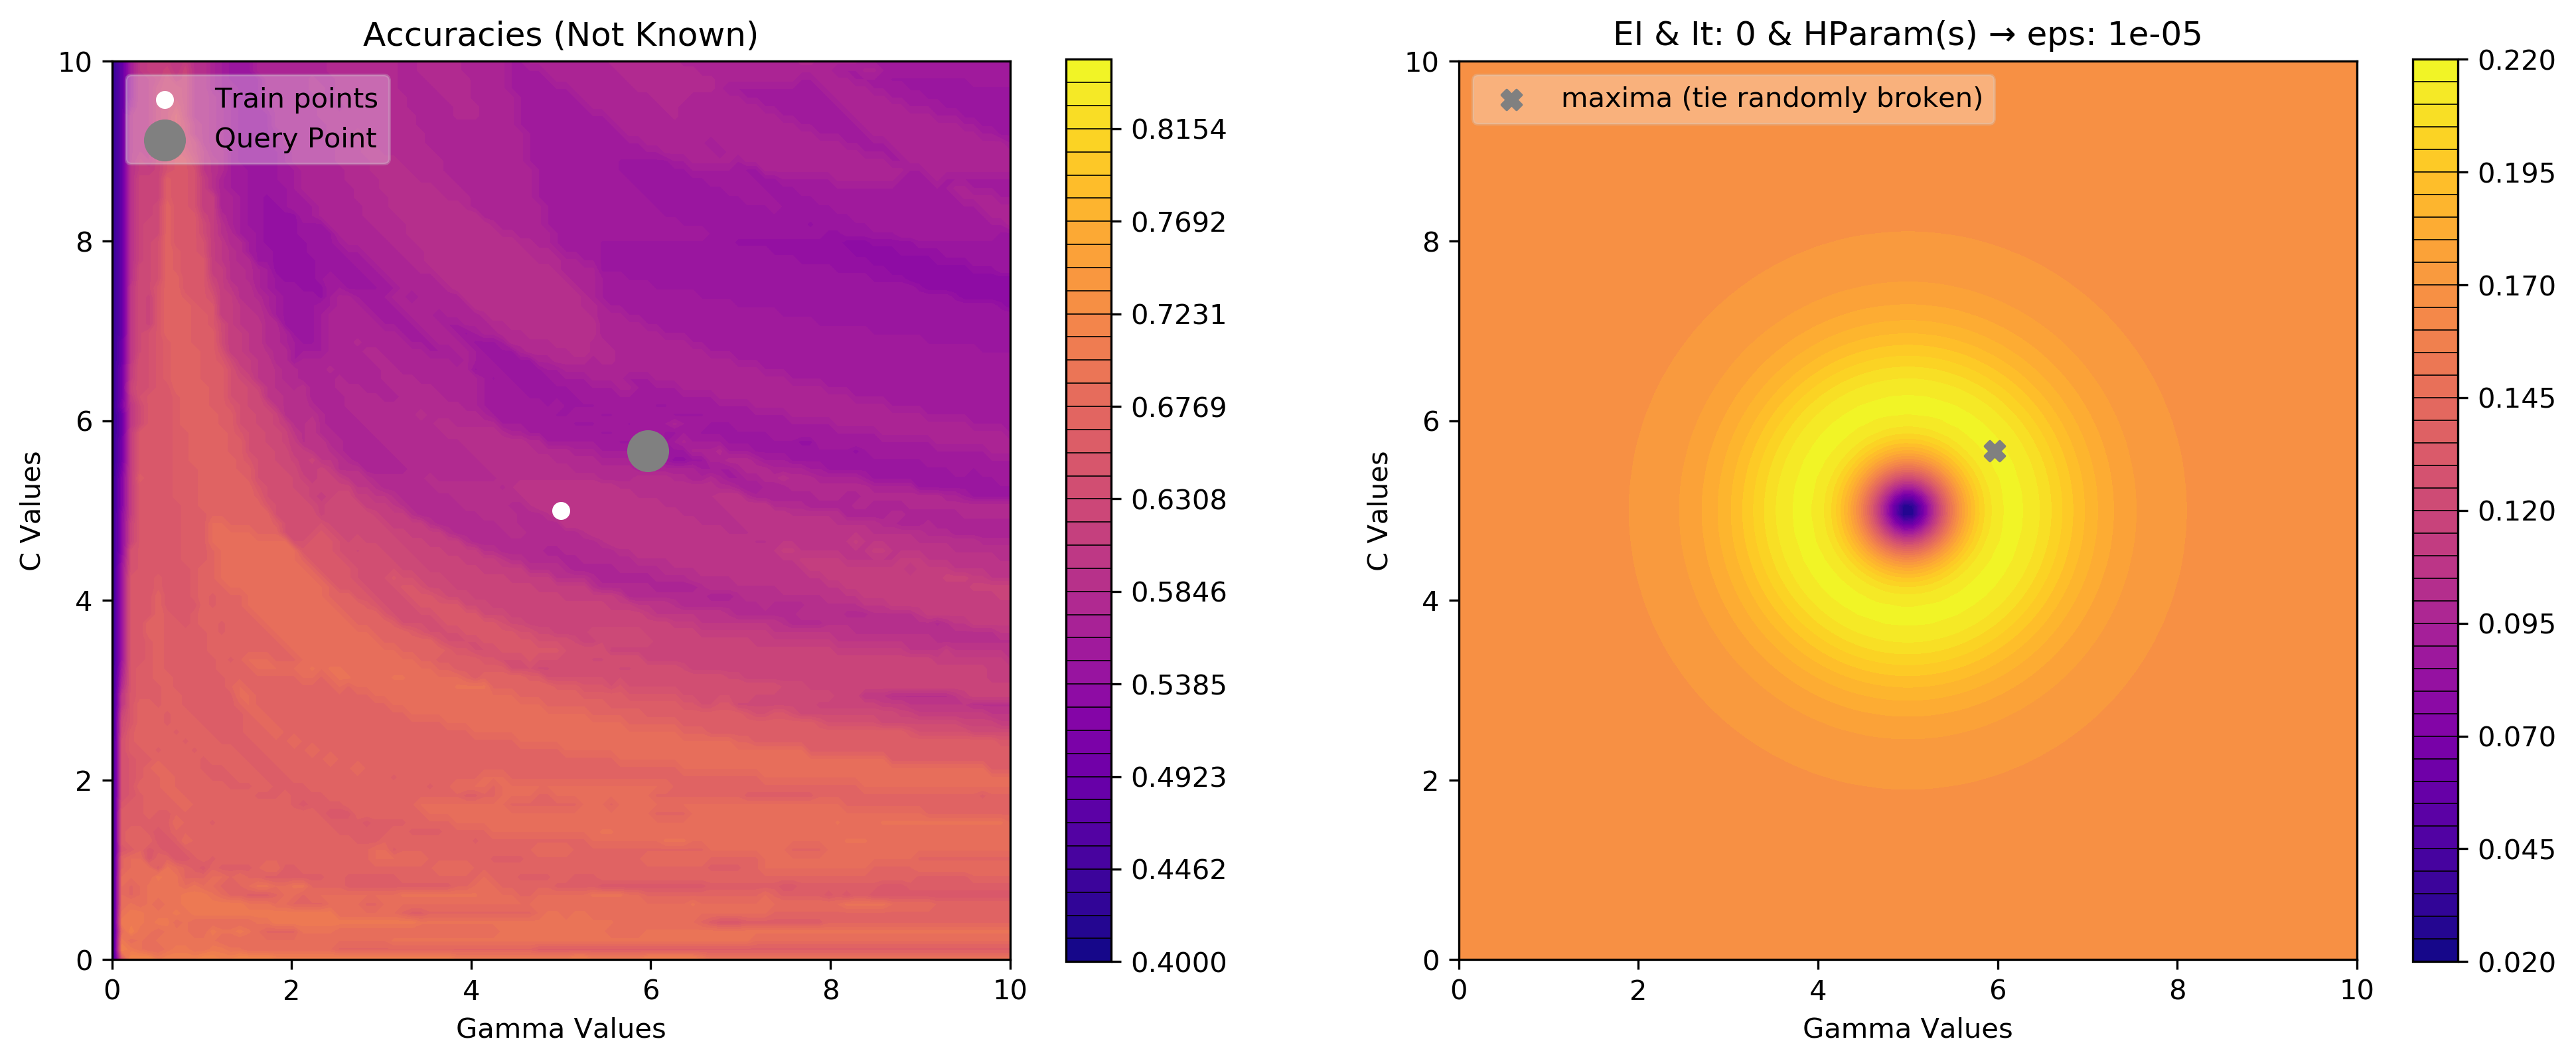 Accuracies (Not Known)
Train points
Query Point
10
8
6
4
2
0
C Values
0 2 4 6 8 10
Gamma Values
0.8154
0.7692
0.7231
0.6769
0.6308
0.5846
0.5385
0.4923
0.4462
0.4000
EI & It: 0 & HParam(s) → eps: 1e-05
maxima (tie randomly broken)
10
8
6
4
2
0
C Values
0 2 4 6 8 10
Gamma Values
0.220
0.195
0.170
0.145
0.120
0.095
0.070
0.045
0.020